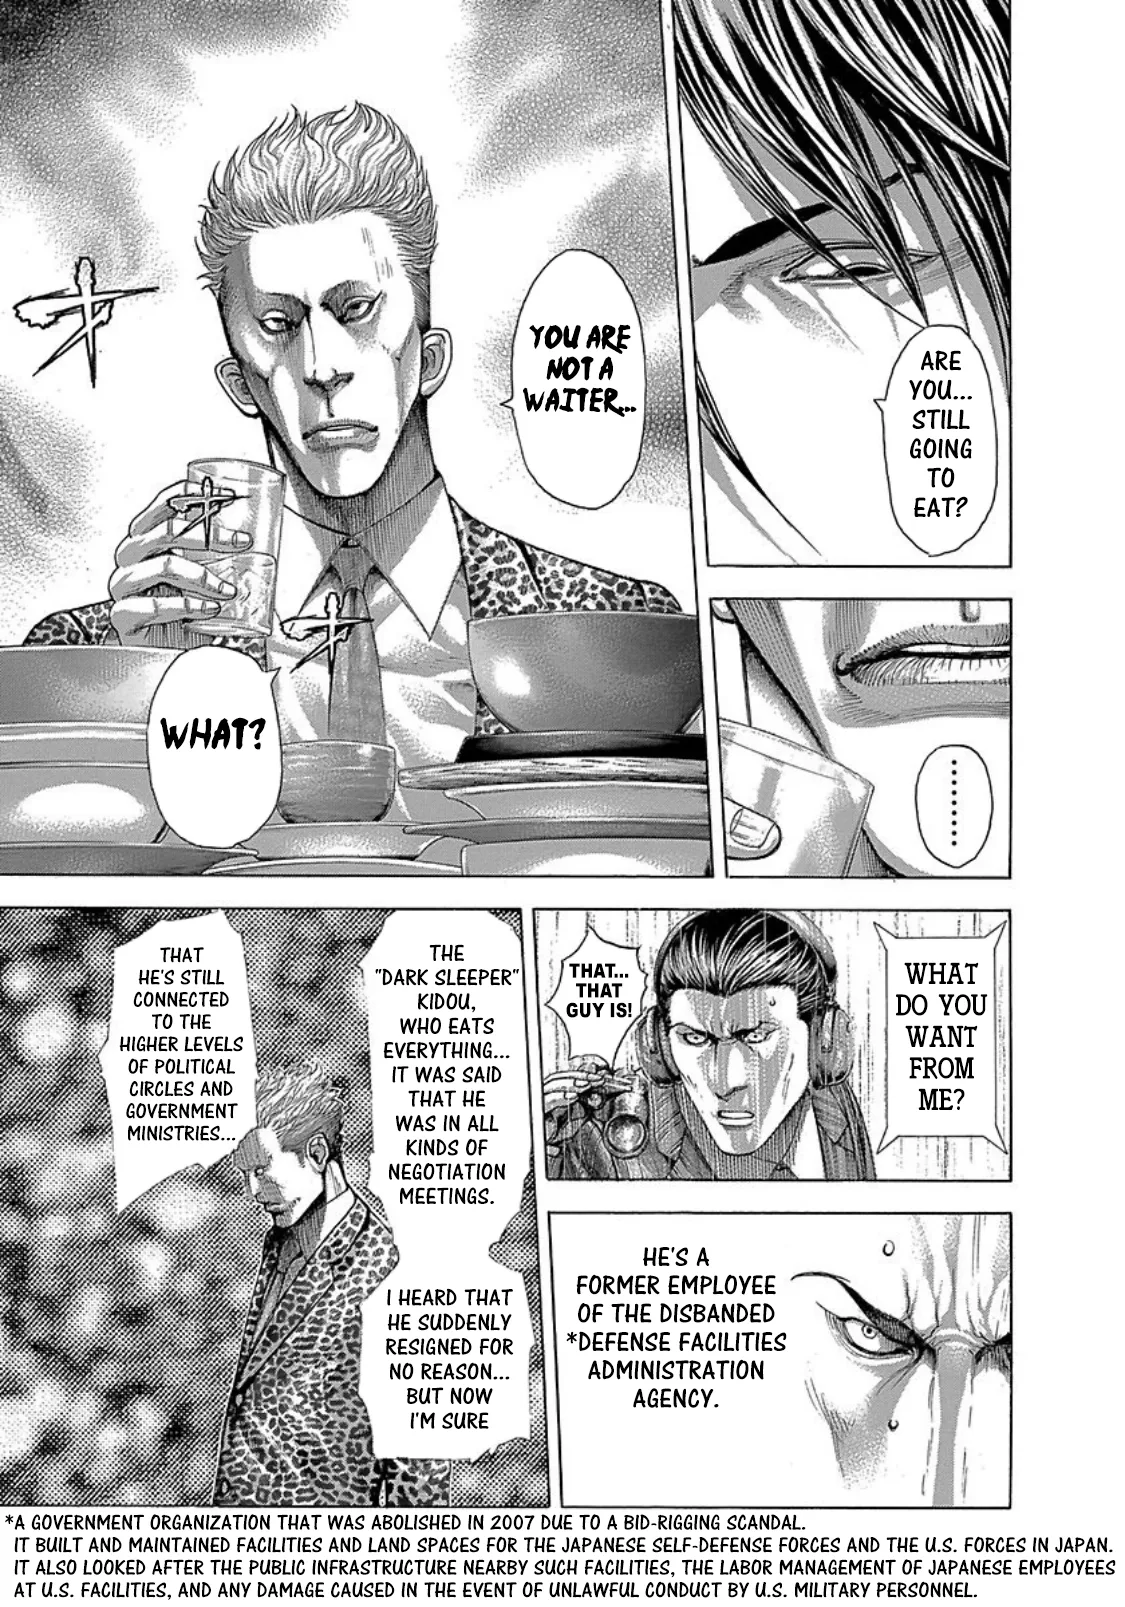 ARE
YOU...
STILL
GOING
TO
EAT?
.........
YOU ARE
NOT A
WAITER...
WHAT?
WHAT
DO YOU
WANT
FROM
ME?
THAT...
THAT
GUY IS!
HE'S A
FORMER EMPLOYEE
OF THE DISBANDED
*DEFENSE FACILITIES
ADMINISTRATION
AGENCY.
THE
"DARK SLEEPER"
KIDOU,
WHO EATS
EVERYTHING...
IT WAS SAID
THAT HE
WAS IN ALL
KINDS OF
NEGOTIATION
MEETINGS.
I HEARD THAT
HE SUDDENLY
RESIGNED FOR
NO REASON...
BUT NOW
I'M SURE
THAT
HE'S STILL
CONNECTED
TO THE
HIGHER LEVELS
OF POLITICAL
CIRCLES AND
GOVERNMENT
MINISTRIES...
*A GOVERNMENT ORGANIZATION THAT WAS ABOLISHED IN 2007 DUE TO A BID-RIGGING SCANDAL.
IT BUILT AND MAINTAINED FACILITIES AND LAND SPACES FOR THE JAPANESE SELF-DEFENSE FORCES AND THE U.S. FORCES IN JAPAN.
IT ALSO LOOKED AFTER THE PUBLIC INFRASTRUCTURE NEARBY SUCH FACILITIES, THE LABOR MANAGEMENT OF JAPANESE EMPLOYEES
AT U.S. FACILITIES, AND ANY DAMAGE CAUSED IN THE EVENT OF UNLAWFUL CONDUCT BY U.S. MILITARY PERSONNEL.